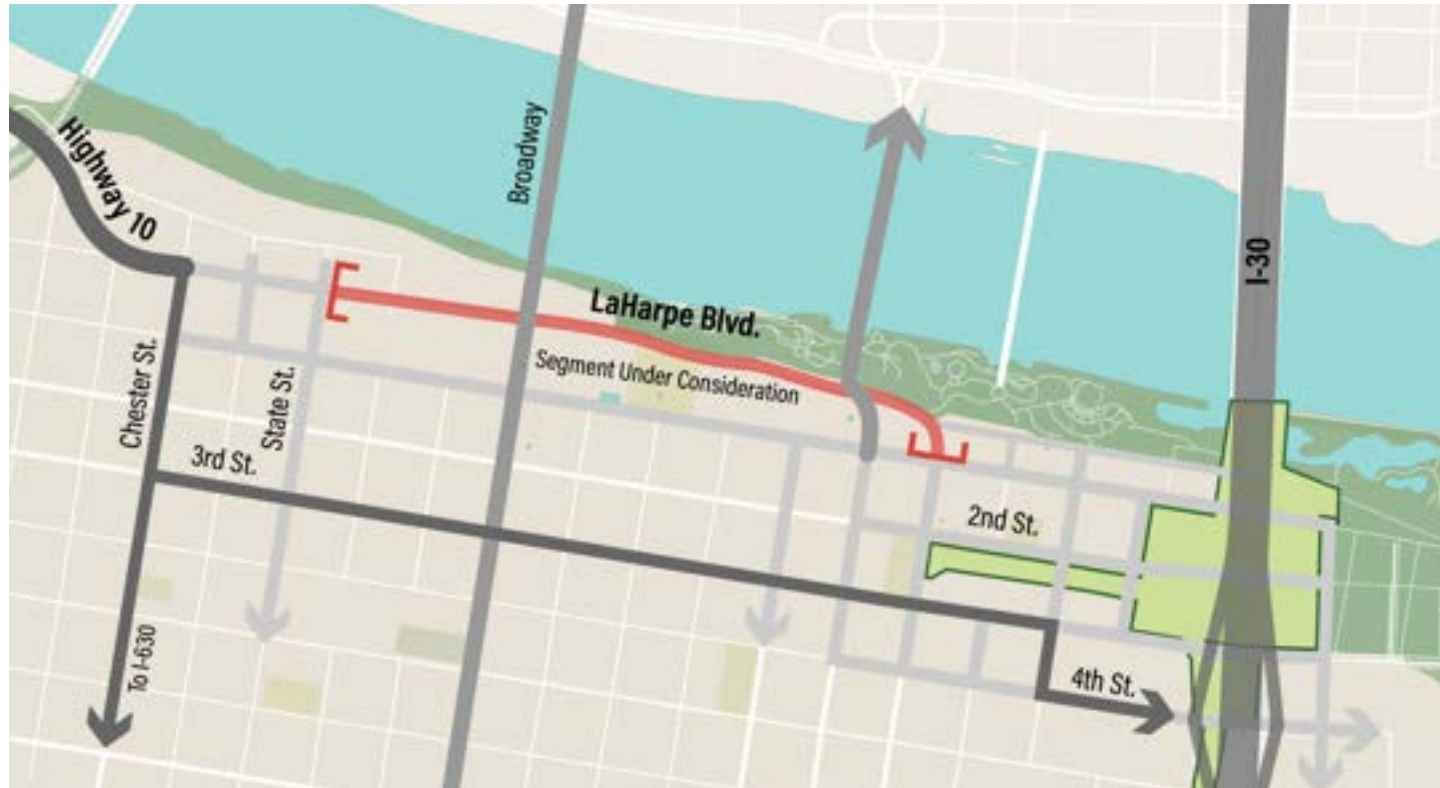 Highway 10
Broadway
I-30
LaHarpe Blvd.
Segment Under Consideration
Chester St.
State St.
3rd St.
2nd St.
To I-630
4th St.